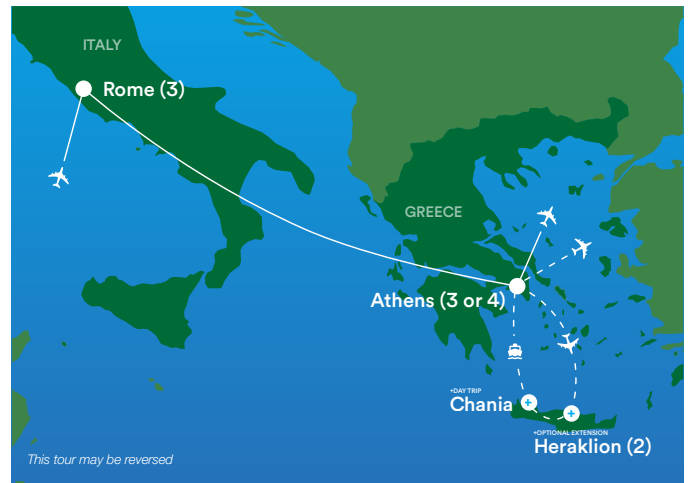 ITALY
Rome (3)
GREECE
Athens (3 or 4)
+DAY TRIP
Chania
+
+
+OPTIONAL EXTENSION
Heraklion (2)
This tour may be reversed